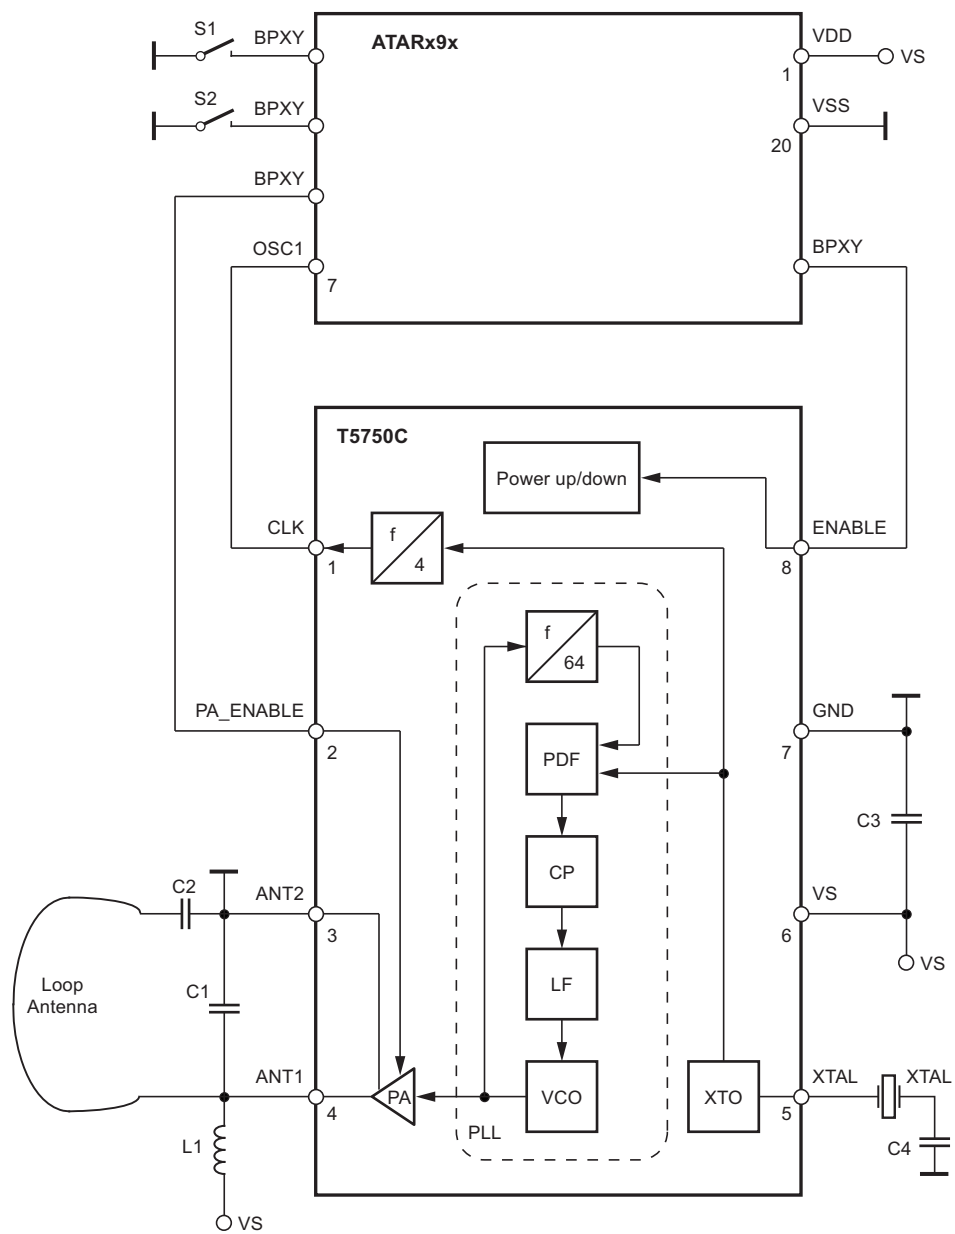 S1
BPXY
ATARx9x
VDD
1
VS
S2
BPXY
VSS
20
BPXY
OSC1
7
BPXY
T5750C
Power up/down
CLK
1
f
4
ENABLE
8
f
64
PA_ENABLE
2
PDF
GND
7
C3
CP
C2
ANT2
3
VS
6
VS
Loop
Antenna
C1
LF
ANT1
4
PA
VCO
XTO
XTAL
5
XTAL
PLL
L1
C4
VS